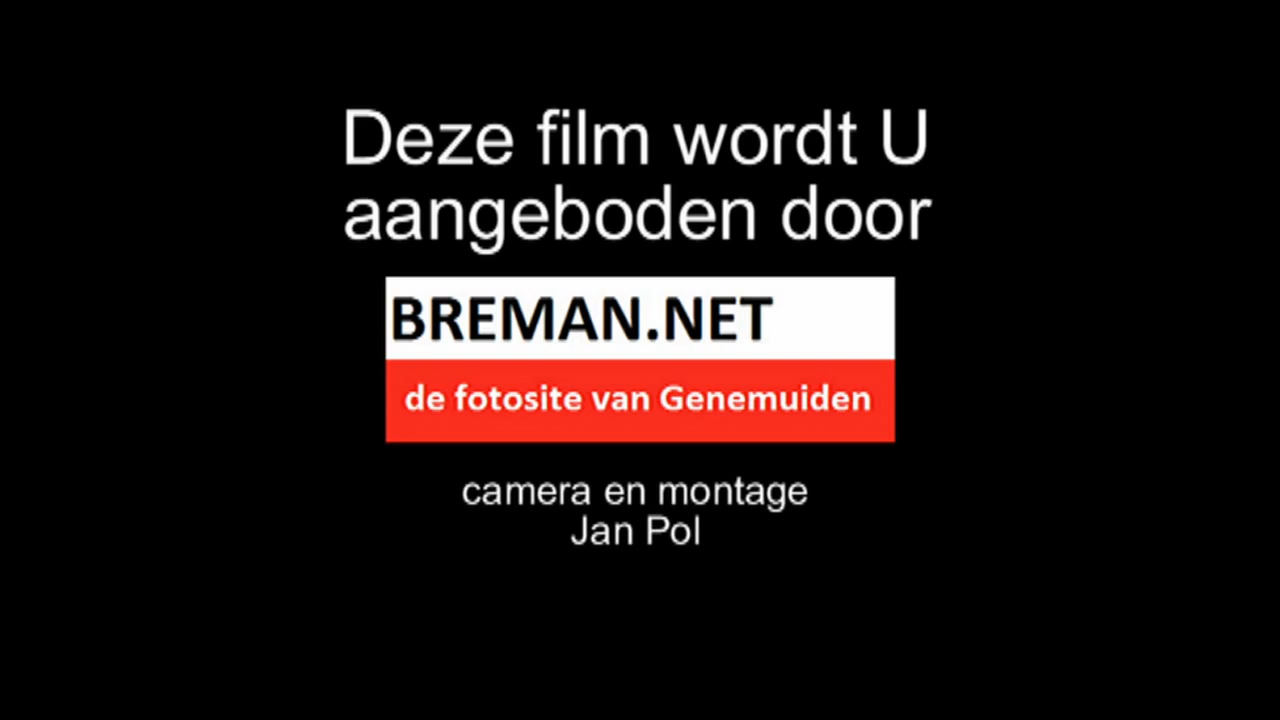 Deze film wordt U
aangeboden door
BREMAN.NET
de fotosite van Genemuiden
camera en montage
Jan Pol